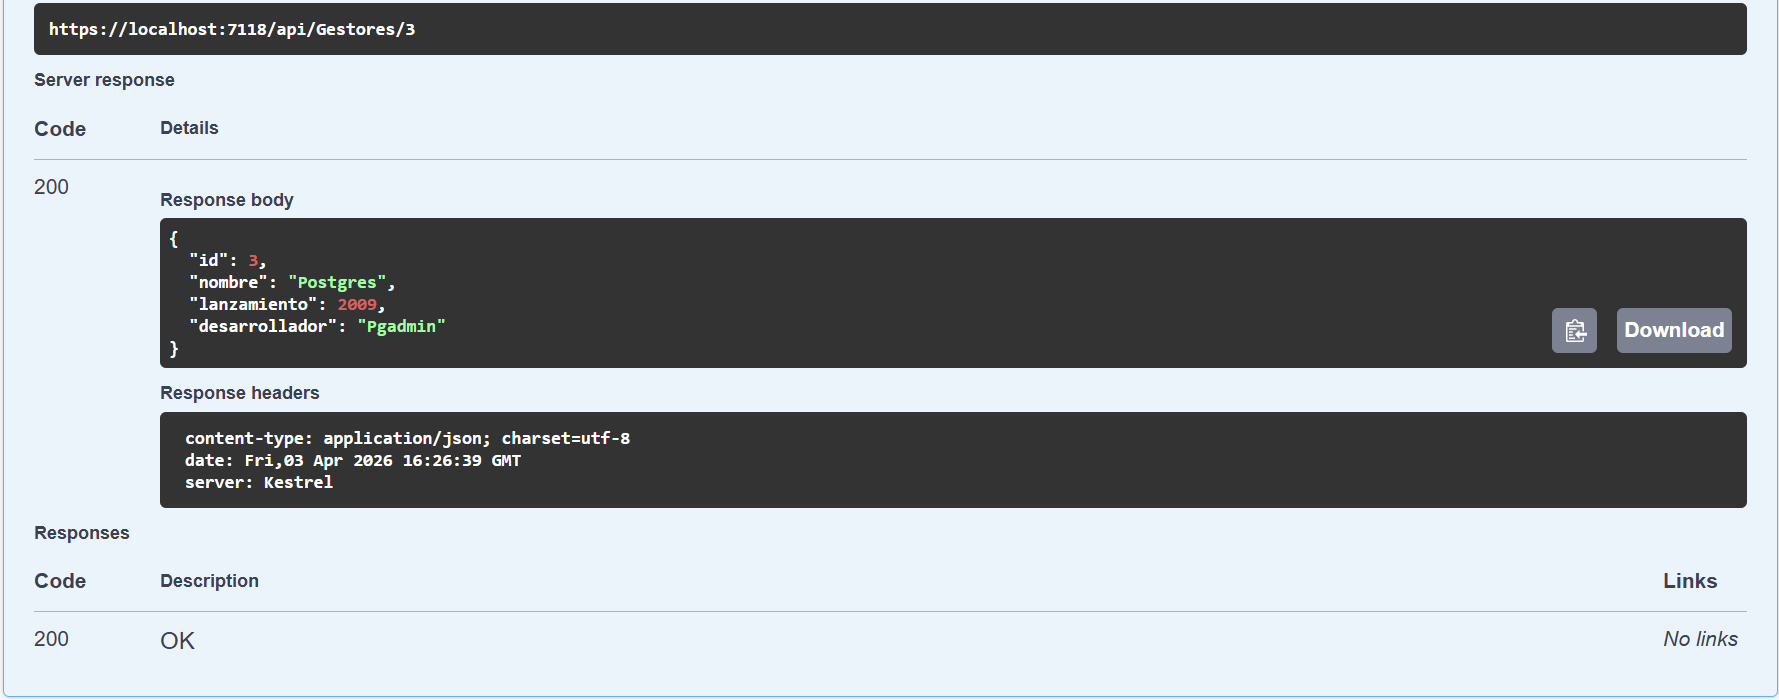 https://localhost:7118/api/Gestores/3
Server response
Code Details
200
Response body
{
  "id": 3,
  "nombre": "Postgres",
  "lanzamiento": 2009,
  "desarrollador": "Pgadmin"
}
Download
Response headers
content-type: application/json; charset=utf-8
date: Fri,03 Apr 2026 16:26:39 GMT
server: Kestrel
Responses
Code Description Links
200 OK No links